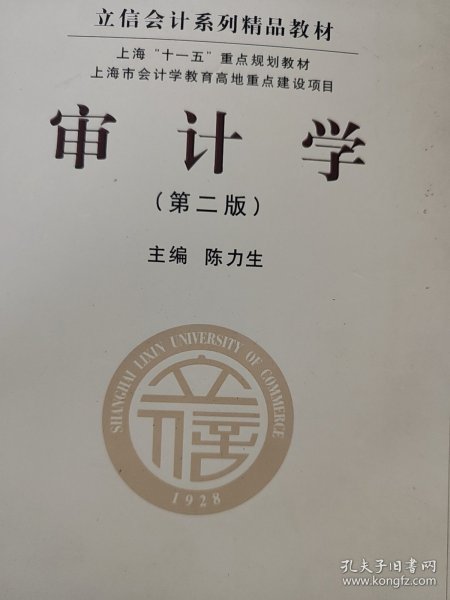 立信会计系列精品教材
上海“十一五”重点规划教材
上海市会计学教育高地重点建设项目
审计学
（第二版）
主编 陈力生
SHANGHAI LIXIN UNIVERSITY OF COMMERCE
立信
1928
孔夫子旧书网
www.kongfz.com